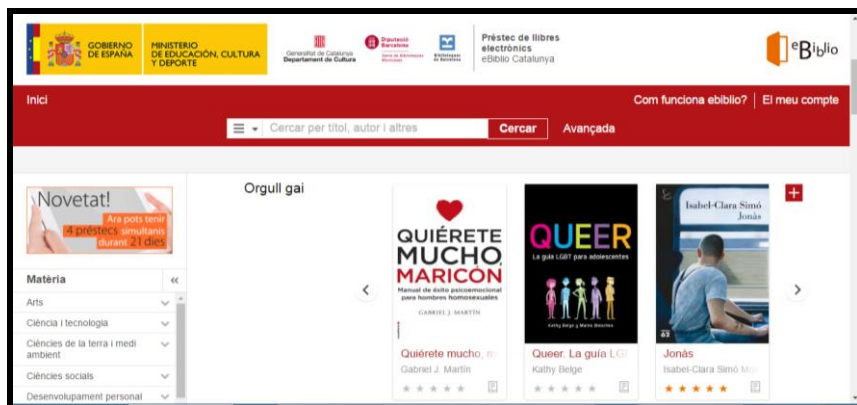 GOBIERNO
DE ESPAÑA
MINISTERIO
DE EDUCACIÓN, CULTURA
Y DEPORTE
Generalitat de Catalunya
Departament de Cultura
Diputació
Barcelona
Préstec de llibres
electrònics
eBiblio Catalunya
eBiblio
Inici
Com funciona ebiblio?
El meu compte
Cercar per títol, autor i altres
Cercar
Avançada
Novetat!
Ara pots tenir
4 préstecs simultanis
durant 21 dies
Matèria «
Arts
Ciència i tecnologia
Ciències de la terra i medi
ambient
Ciències socials
Desenvolupament personal
Orgull gai
QUIÉRETE
MUCHO,
MARICÓN
Manual de éxito psicoemocional
para hombres homosexuales
GABRIEL J. MARTÍN
Quiérete mucho, m
Gabriel J. Martín
QUEER
La guía LGBT para adolescentes
Kathy Belge y Marke Bieschke
Queer. La guía LG
Kathy Belge
Isabel-Clara Simó
Jonàs
62
Jonàs
Isabel-Clara Simó